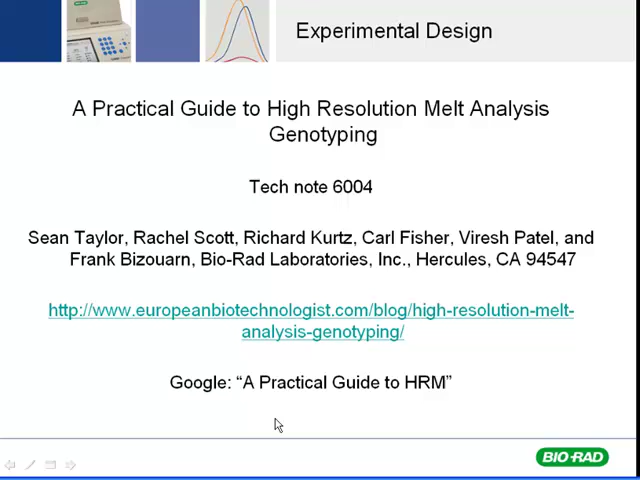 Experimental Design
A Practical Guide to High Resolution Melt Analysis
Genotyping
Tech note 6004
Sean Taylor, Rachel Scott, Richard Kurtz, Carl Fisher, Viresh Patel, and
Frank Bizouarn, Bio-Rad Laboratories, Inc., Hercules, CA 94547
http://www.europeanbiotechnologist.com/blog/high-resolution-melt-
analysis-genotyping/
Google: “A Practical Guide to HRM”
BIO-RAD